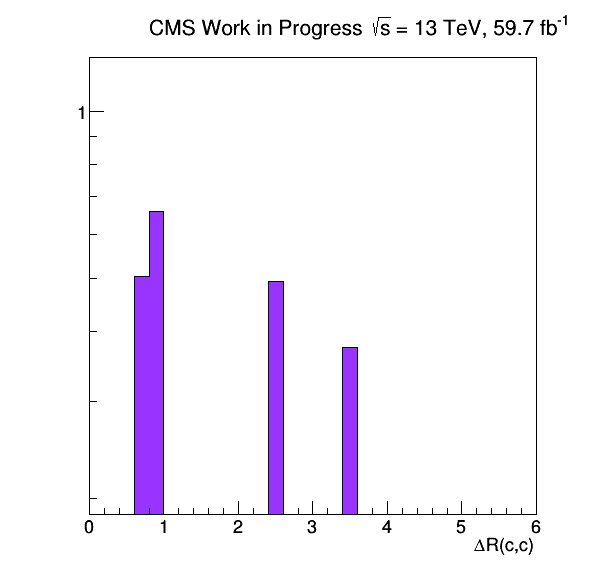 CMS Work in Progress √s = 13 TeV, 59.7 fb⁻¹
1
0 1 2 3 4 5 6
ΔR(c,c)